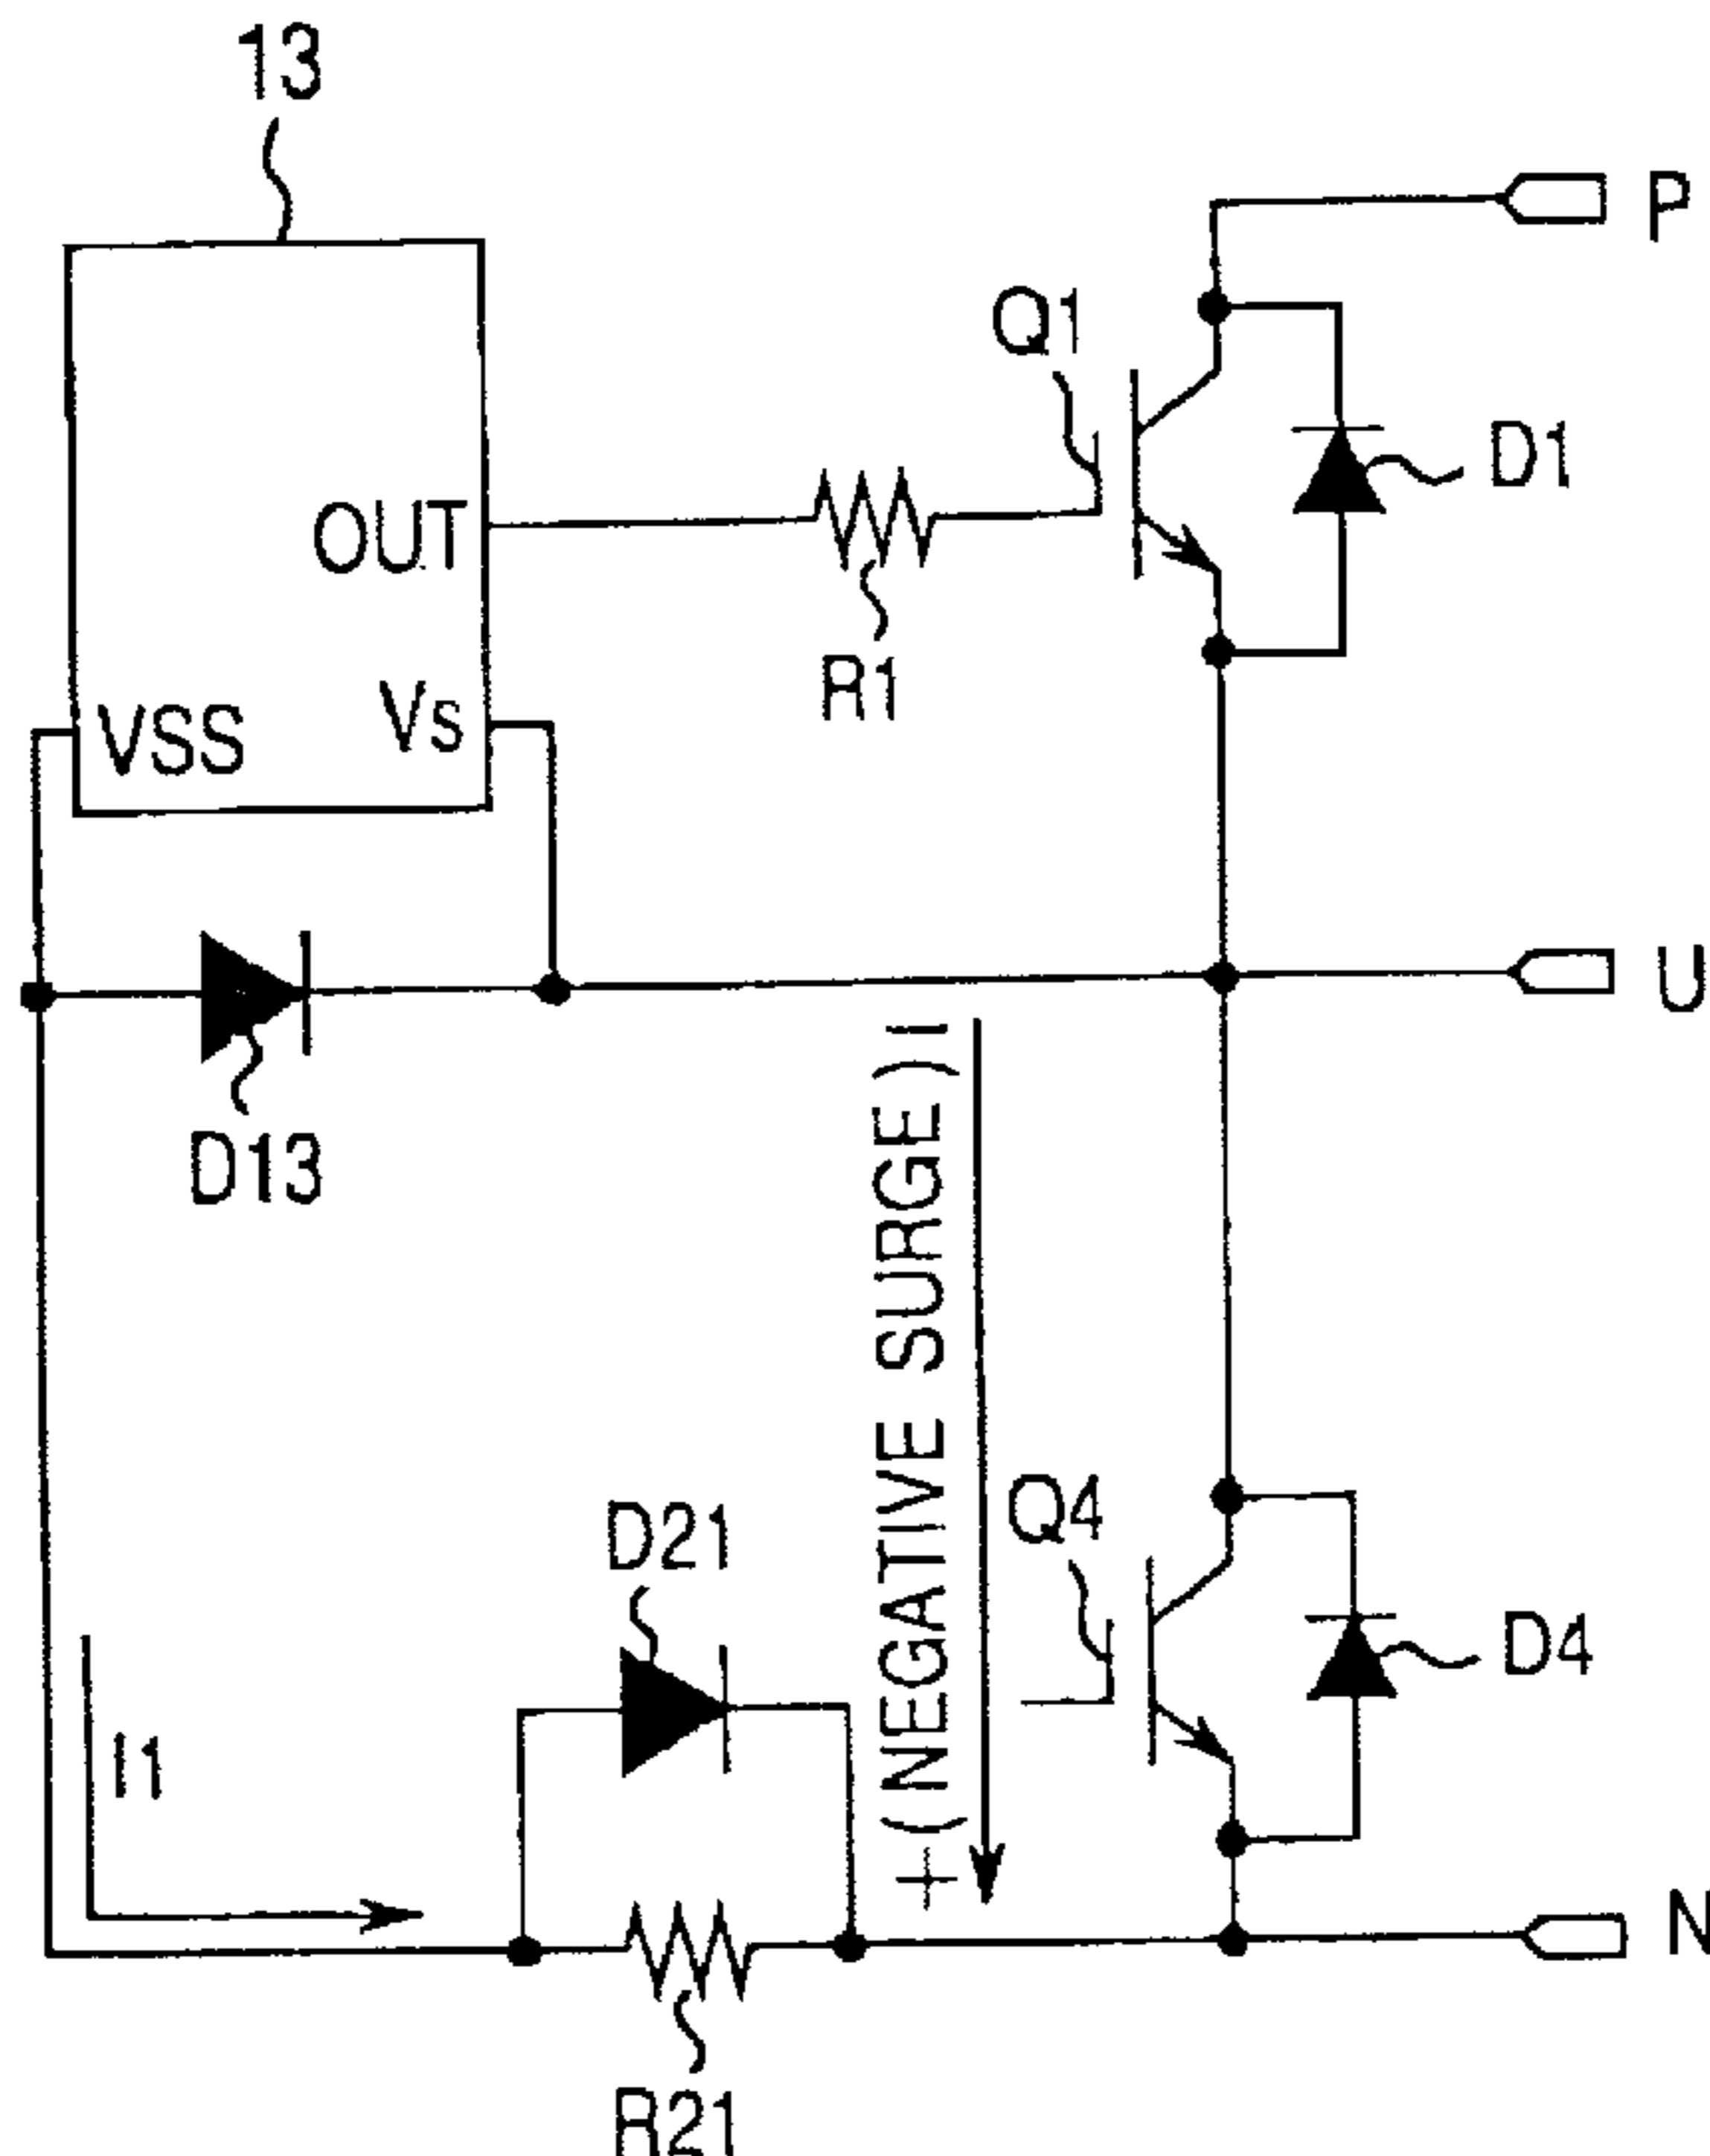 13
P
Q1
D1
OUT
R1
VSS
Vs
U
D13
+(NEGATIVE SURGE)-
D21
Q4
D4
I1
N
R21